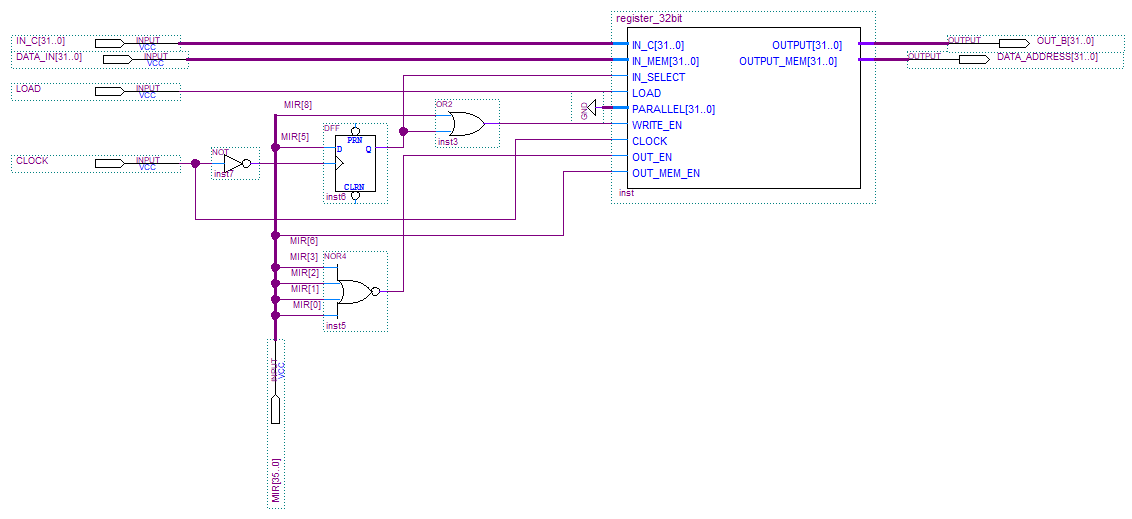 register_32bit
IN_C[31..0]
INPUT
VCC
IN_C[31..0]
OUTPUT[31..0]
OUTPUT
OUT_B[31..0]
DATA_IN[31..0]
INPUT
VCC
IN_MEM[31..0]
OUTPUT_MEM[31..0]
OUTPUT
DATA_ADDRESS[31..0]
IN_SELECT
LOAD
INPUT
VCC
LOAD
MIR[8]
OR2
inst3
GND
PARALLEL[31..0]
WRITE_EN
DFF
PRN
D
Q
CLRN
inst6
MIR[5]
CLOCK
CLOCK
INPUT
VCC
NOT
inst7
OUT_EN
OUT_MEM_EN
inst
MIR[6]
NOR4
MIR[3]
MIR[2]
MIR[1]
MIR[0]
inst5
INPUT
VCC
MIR[35..0]